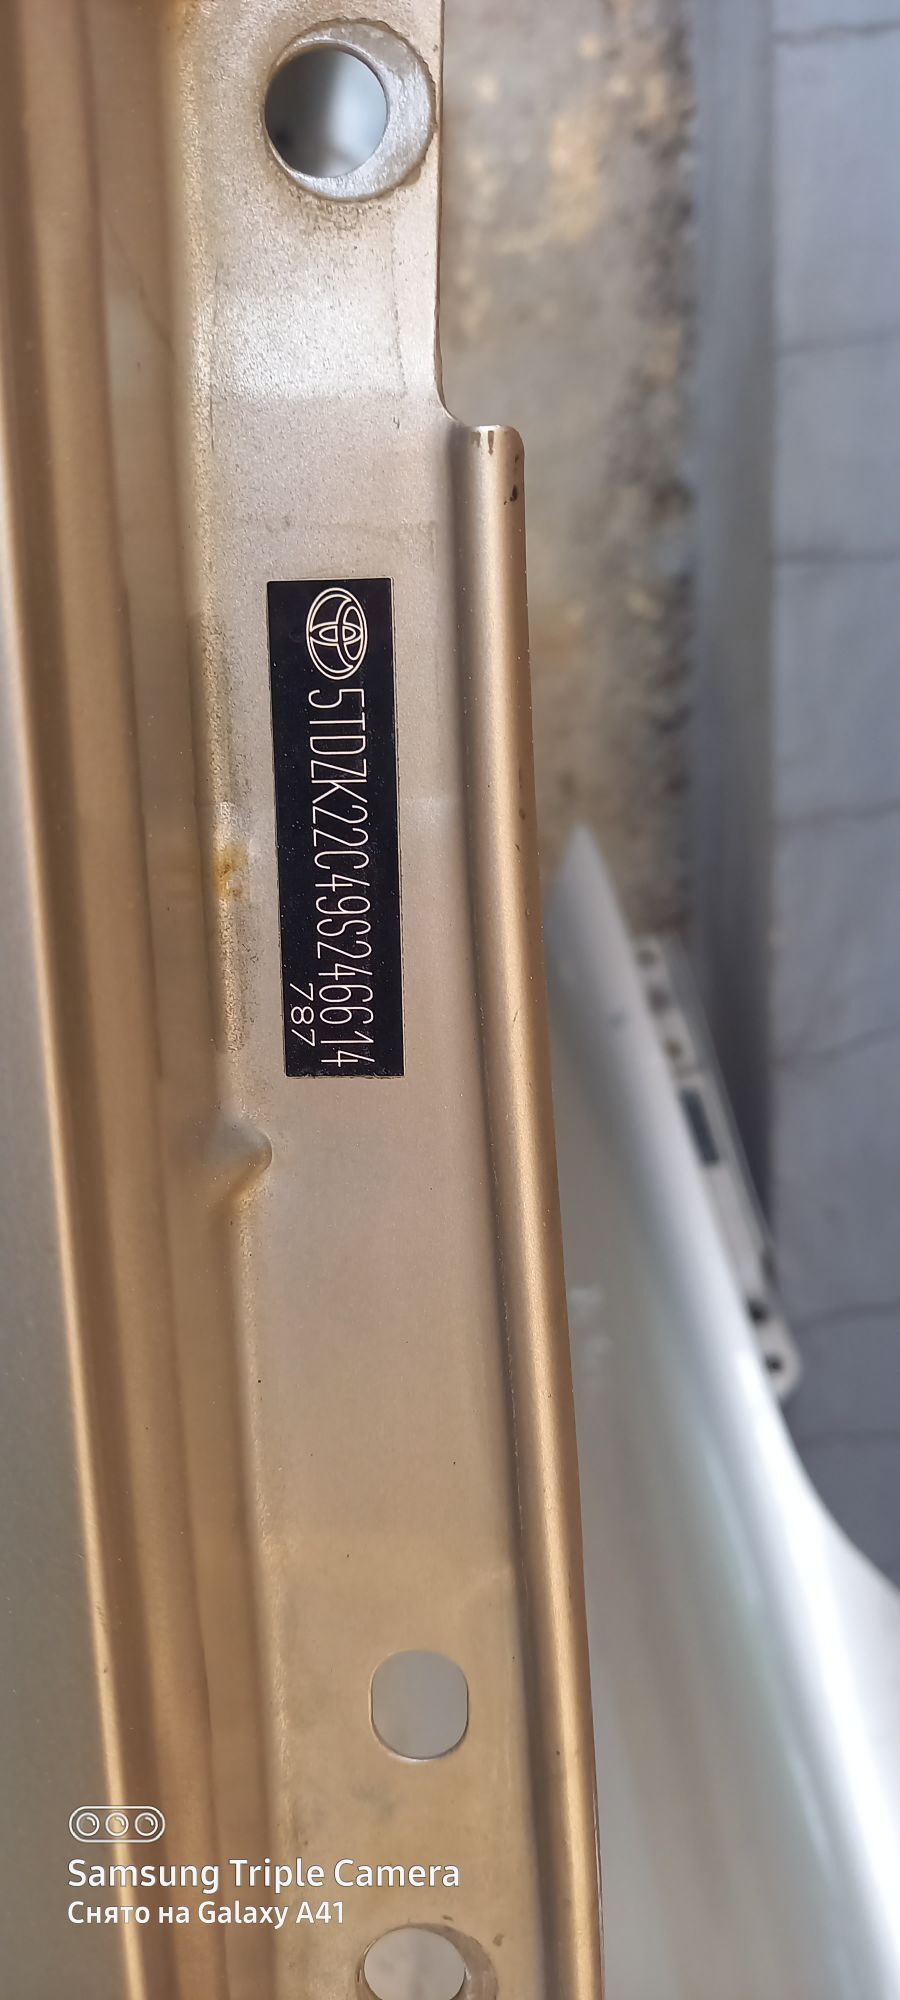 5TDZK22C49S246614
787
Samsung Triple Camera
Снято на Galaxy A41